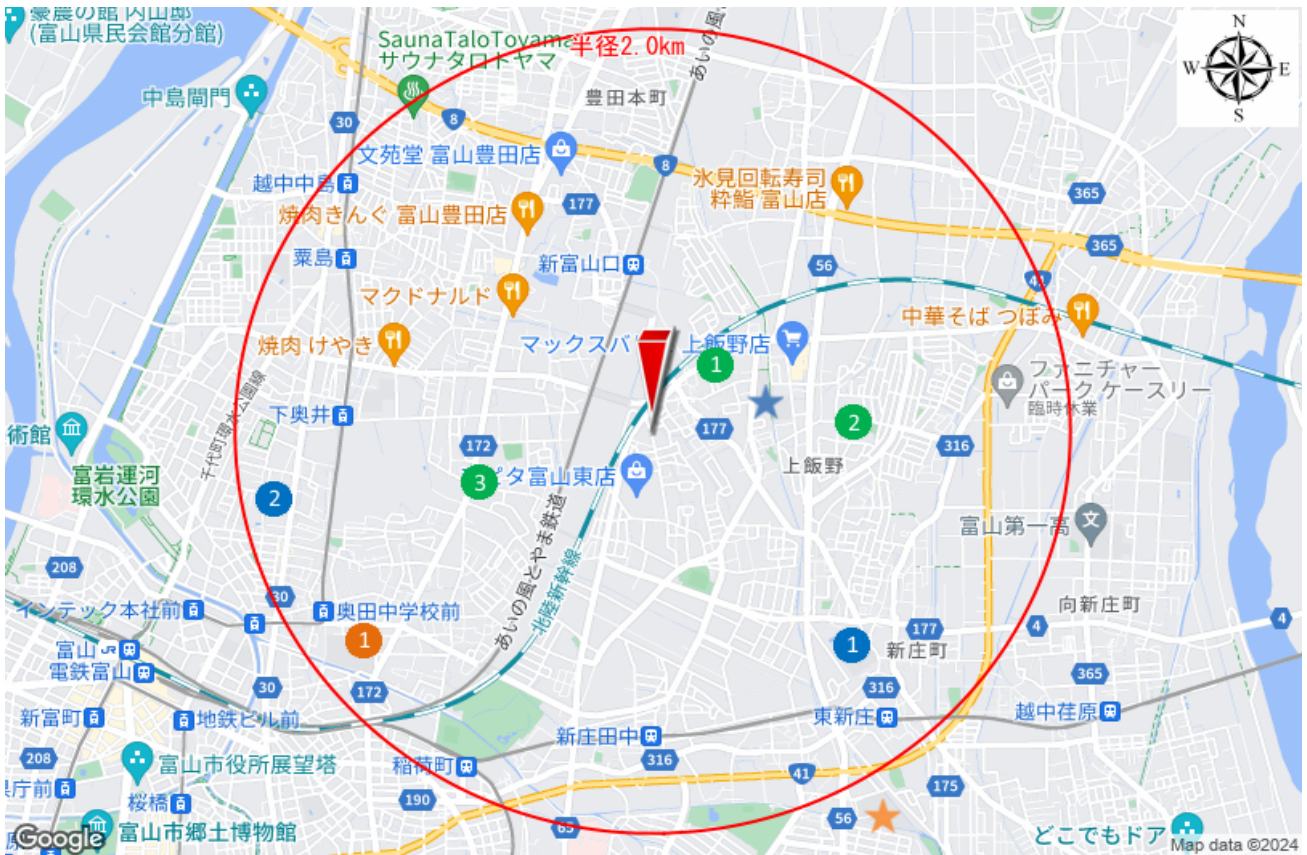 豪農の館 内山邸
(富山県民会館分館)
N
W
E
S
SaunaTaloToyama
サウナタロトヤマ
半径2.0km
あいの風
中島閘門
豊田本町
30
8
文苑堂 富山豊田店
8
越中中島
氷見回転寿司
粋鮨 富山店
365
焼肉きんぐ 富山豊田店
177
365
粟島
新富山口
56
41
マクドナルド
中華そば つぼみ
焼肉 けやき
マックスバ
上飯野店
1
ファニチャー
パーク ケースリー
臨時休業
千代町環水公園線
下奥井
177
2
術館
172
316
上飯野
富岩運河
環水公園
3
ピタ富山東店
2
富山第一高
文
208
あいの風とやま鉄道
北陸新幹線
30
インテック本社前
奥田中学校前
向新庄町
177
4
4
1
1
新庄町
富山
JR
電鉄富山
30
172
316
365
新富町
地鉄ビル前
東新庄
越中荏原
新庄田中
208
富山市役所展望塔
稲荷町
316
41
175
県庁前
桜橋
190
65
56
富山市郷土博物館
どこでもドア
Google
Map data ©2024